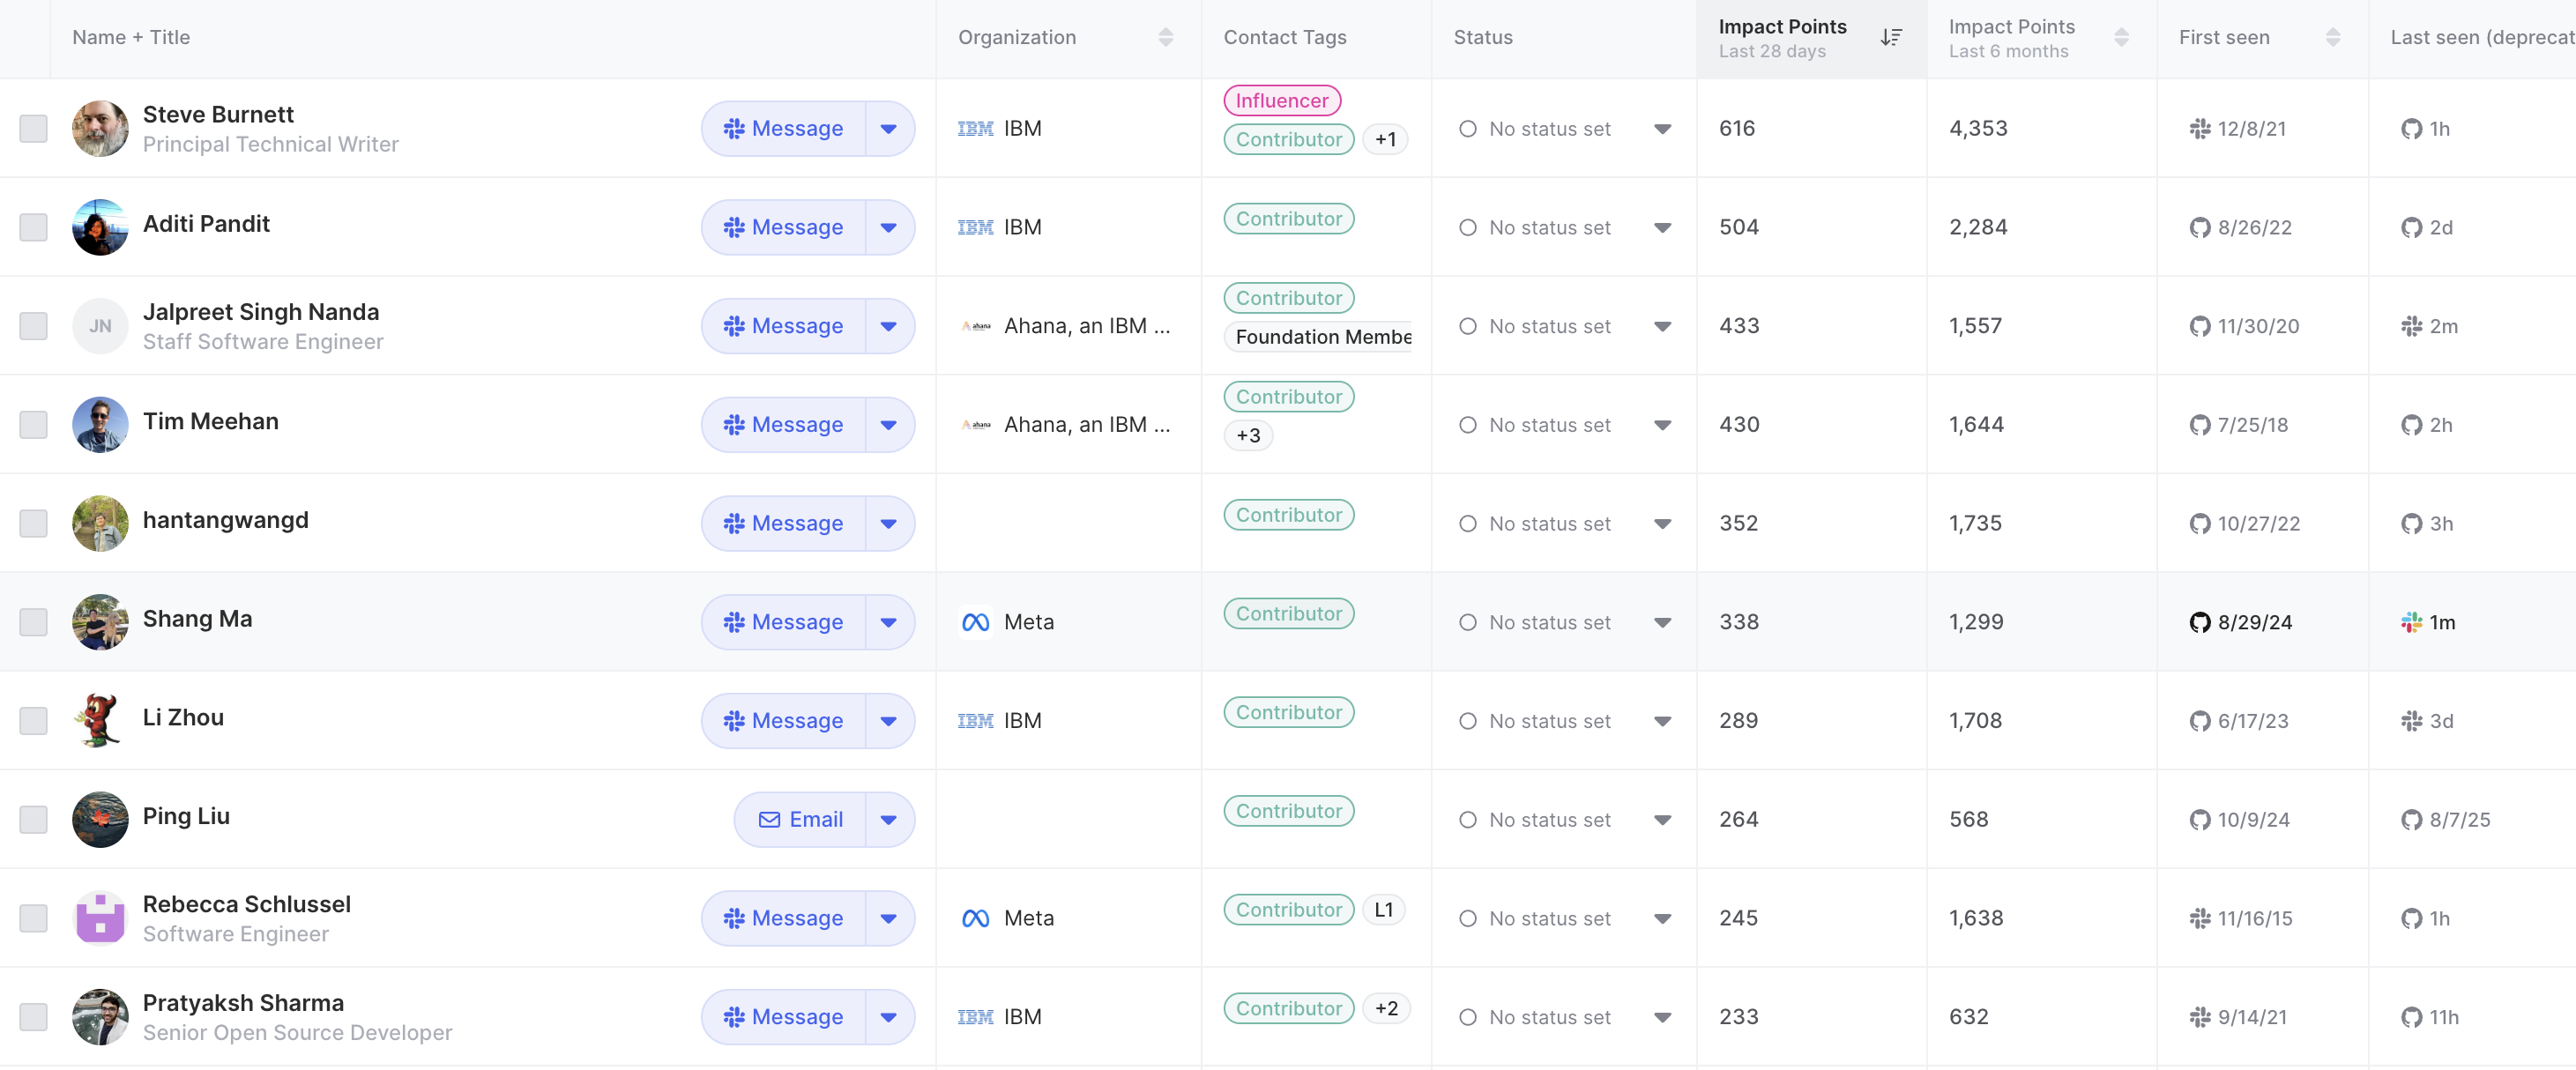 Name + Title Organization Contact Tags Status Impact Points Last 28 days Impact Points Last 6 months First seen Last seen (deprecat
Steve Burnett Principal Technical Writer Message IBM IBM Influencer Contributor +1 No status set 616 4,353 12/8/21 1h
Aditi Pandit Message IBM IBM Contributor No status set 504 2,284 8/26/22 2d
JN Jalpreet Singh Nanda Staff Software Engineer Message ahana Ahana, an IBM ... Contributor Foundation Membe No status set 433 1,557 11/30/20 2m
Tim Meehan Message ahana Ahana, an IBM ... Contributor +3 No status set 430 1,644 7/25/18 2h
hantangwangd Message Contributor No status set 352 1,735 10/27/22 3h
Shang Ma Message Meta Contributor No status set 338 1,299 8/29/24 1m
Li Zhou Message IBM IBM Contributor No status set 289 1,708 6/17/23 3d
Ping Liu Email Contributor No status set 264 568 10/9/24 8/7/25
Rebecca Schlussel Software Engineer Message Meta Contributor L1 No status set 245 1,638 11/16/15 1h
Pratyaksh Sharma Senior Open Source Developer Message IBM IBM Contributor +2 No status set 233 632 9/14/21 11h